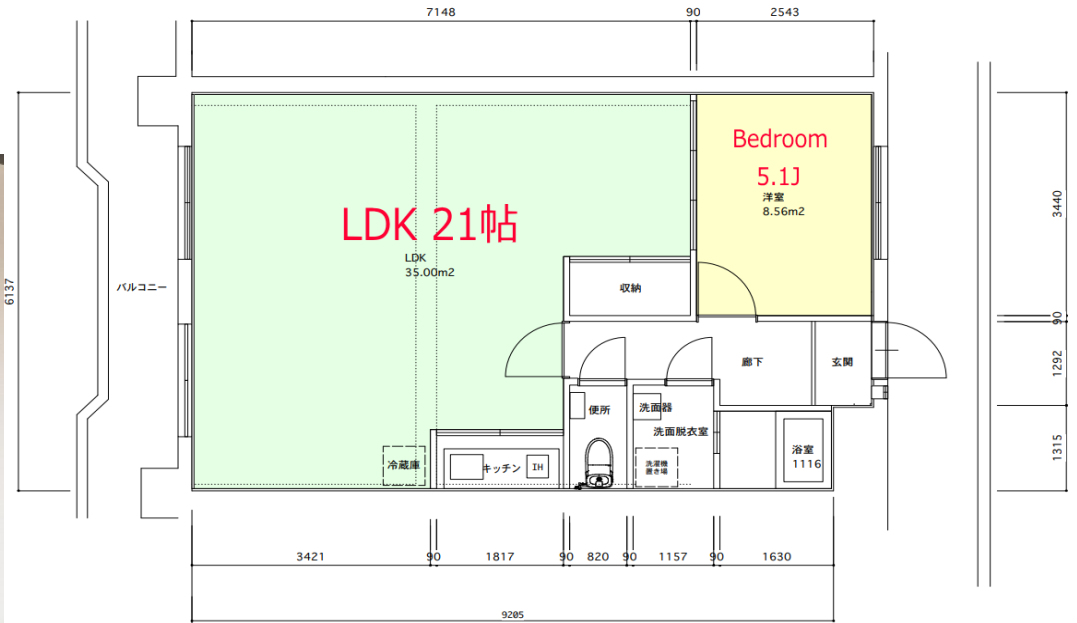 7148
90
2543
Bedroom
5.1J
洋室
8.56m2
LDK 21帖
LDK
35.00m2
3440
6137
バルコニー
収納
90
廊下
玄関
1292
便所
洗面器
洗面脱衣室
浴室
1116
1315
冷蔵庫
キッチン
IH
洗濯機
置き場
3421
90
1817
90
820
90
1157
90
1630
9205